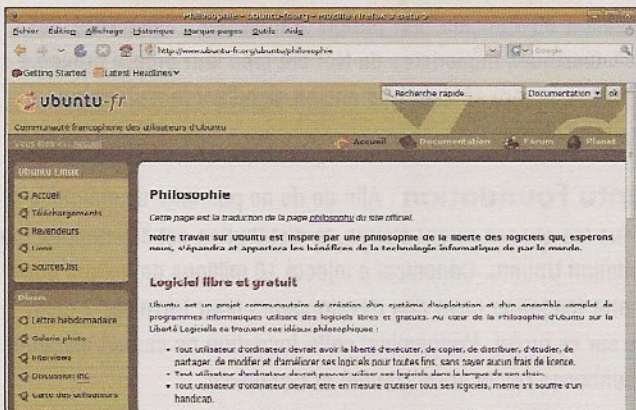 Philosophie - ubuntu-fr.org - Mozilla Firefox 3 Beta 5
Fichier Édition Affichage Historique Marque-pages Outils Aide
http://www.ubuntu-fr.org/ubuntu/philosophie
Google
Getting Started Latest Headlines
ubuntu-fr
Recherche rapide... Documentation ok
Communauté francophone des utilisateurs d'Ubuntu
Vous êtes ici: Accueil
Accueil Documentation Forum Planet
Ubuntu Linux
Accueil
Téléchargements
Revendeurs
Liens
Sources.list
Divers
Lettre hebdomadaire
Galerie photo
Interviews
Discussion IRC
Carte des utilisateurs
Philosophie
Cette page est la traduction de la page philosophy du site officiel.
Notre travail sur Ubuntu est inspiré par une philosophie de la liberté des logiciels qui, espérons
nous, s'épandra et apportera les bénéfices de la technologie informatique de par le monde.
Logiciel libre et gratuit
Ubuntu est un projet communautaire de création d'un système d'exploitation et d'un ensemble complet de
programmes informatiques utilisant des logiciels libres et gratuits. Au cœur de la Philosophie d'Ubuntu sur la
Liberté Logicielle se trouvent ces idéaux philosophiques :
• Tout utilisateur d'ordinateur devrait avoir la liberté d'exécuter, de copier, de distribuer, d'étudier, de
partager, de modifier et d'améliorer ses logiciels pour toutes fins, sans payer aucun frais de licence.
• Tout utilisateur d'ordinateur devrait pouvoir utiliser ses logiciels dans la langue de son choix.
• Tout utilisateur d'ordinateur devrait être en mesure d'utiliser tous ses logiciels, même s'il souffre d'un
handicap.